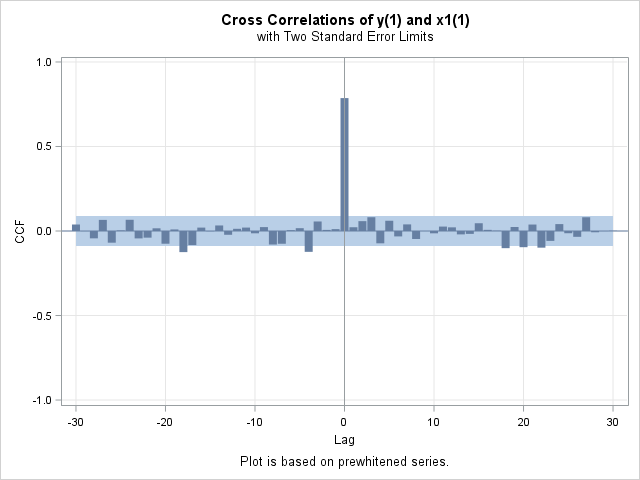 Cross Correlations of y(1) and x1(1)
with Two Standard Error Limits
1.0
0.5
0.0
-0.5
-1.0
CCF
-30 -20 -10 0 10 20 30
Lag
Plot is based on prewhitened series.